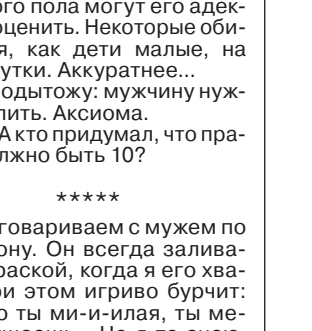 ого пола могут его адек-
оценить. Некоторые оби-
я, как дети малые, на
утки. Аккуратнее...
одытожу: мужчину нуж-
лить. Аксиома.
А кто придумал, что пра-
лжно быть 10?
*****
говариваем с мужем по
ону. Он всегда залива-
раской, когда я его хва-
ри этом игриво бурчит:
о ты ми-и-илая, ты ме-